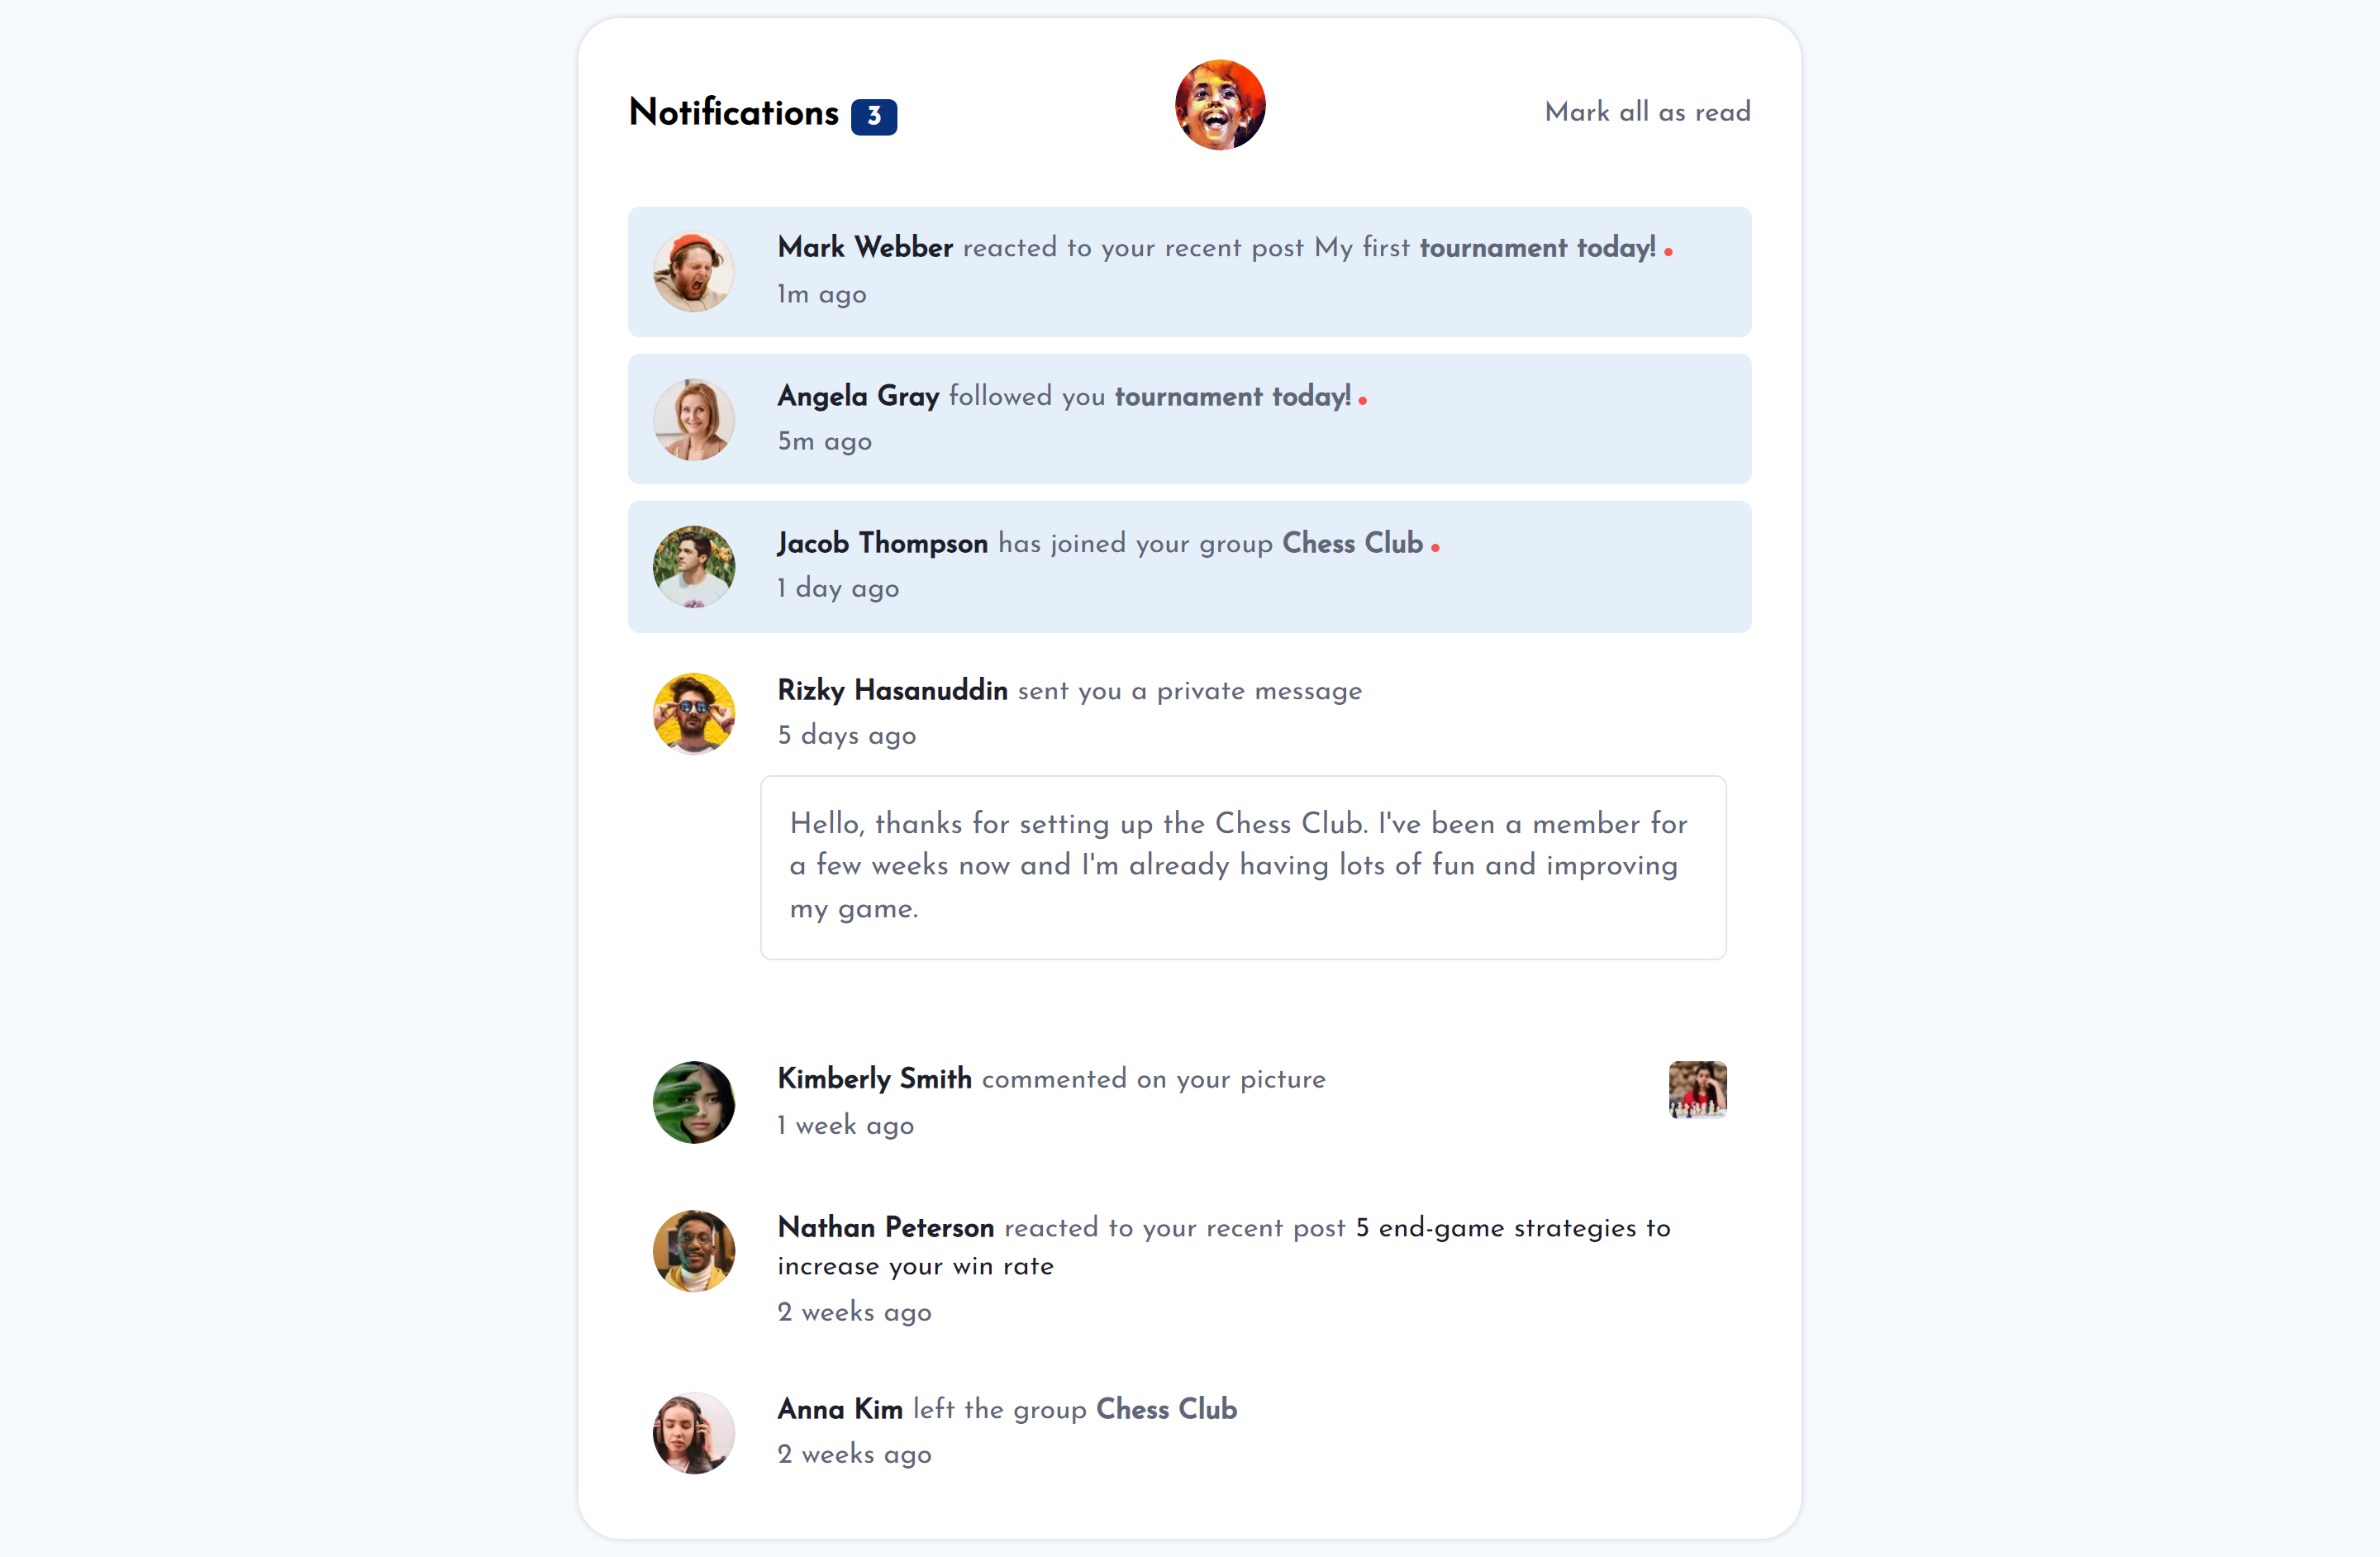 Notifications 3
Mark all as read
Mark Webber reacted to your recent post My first tournament today!
1m ago
Angela Gray followed you tournament today!
5m ago
Jacob Thompson has joined your group Chess Club
1 day ago
Rizky Hasanuddin sent you a private message
5 days ago
Hello, thanks for setting up the Chess Club. I've been a member for
a few weeks now and I'm already having lots of fun and improving
my game.
Kimberly Smith commented on your picture
1 week ago
Nathan Peterson reacted to your recent post 5 end-game strategies to
increase your win rate
2 weeks ago
Anna Kim left the group Chess Club
2 weeks ago